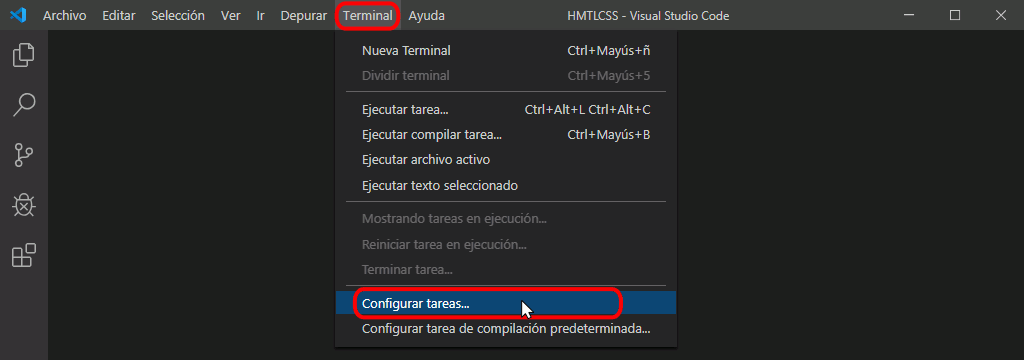 Archivo Editar Selección Ver Ir Depurar Terminal Ayuda HMTLCSS - Visual Studio Code
Nueva Terminal Ctrl+Mayús+ñ
Dividir terminal Ctrl+Mayús+5
Ejecutar tarea... Ctrl+Alt+L Ctrl+Alt+C
Ejecutar compilar tarea... Ctrl+Mayús+B
Ejecutar archivo activo
Ejecutar texto seleccionado
Mostrando tareas en ejecución...
Reiniciar tarea en ejecución...
Terminar tarea...
Configurar tareas...
Configurar tarea de compilación predeterminada...